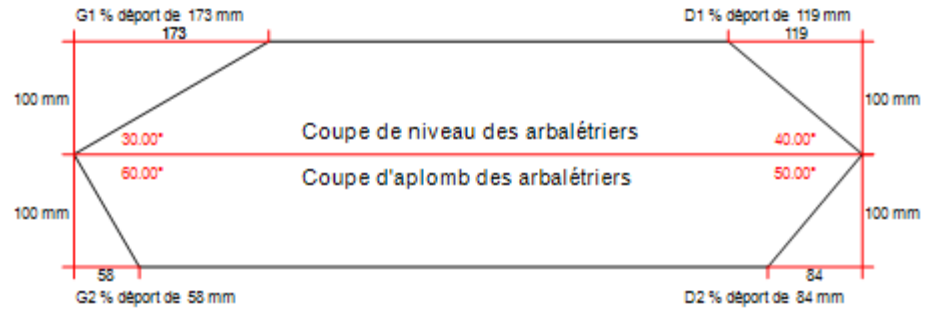 G1 % déport de 173 mm
D1 % déport de 119 mm
173
119
100 mm
100 mm
30.00°
Coupe de niveau des arbalétriers
40.00°
60.00°
Coupe d'aplomb des arbalétriers
50.00°
100 mm
100 mm
58
84
G2 % déport de 58 mm
D2 % déport de 84 mm